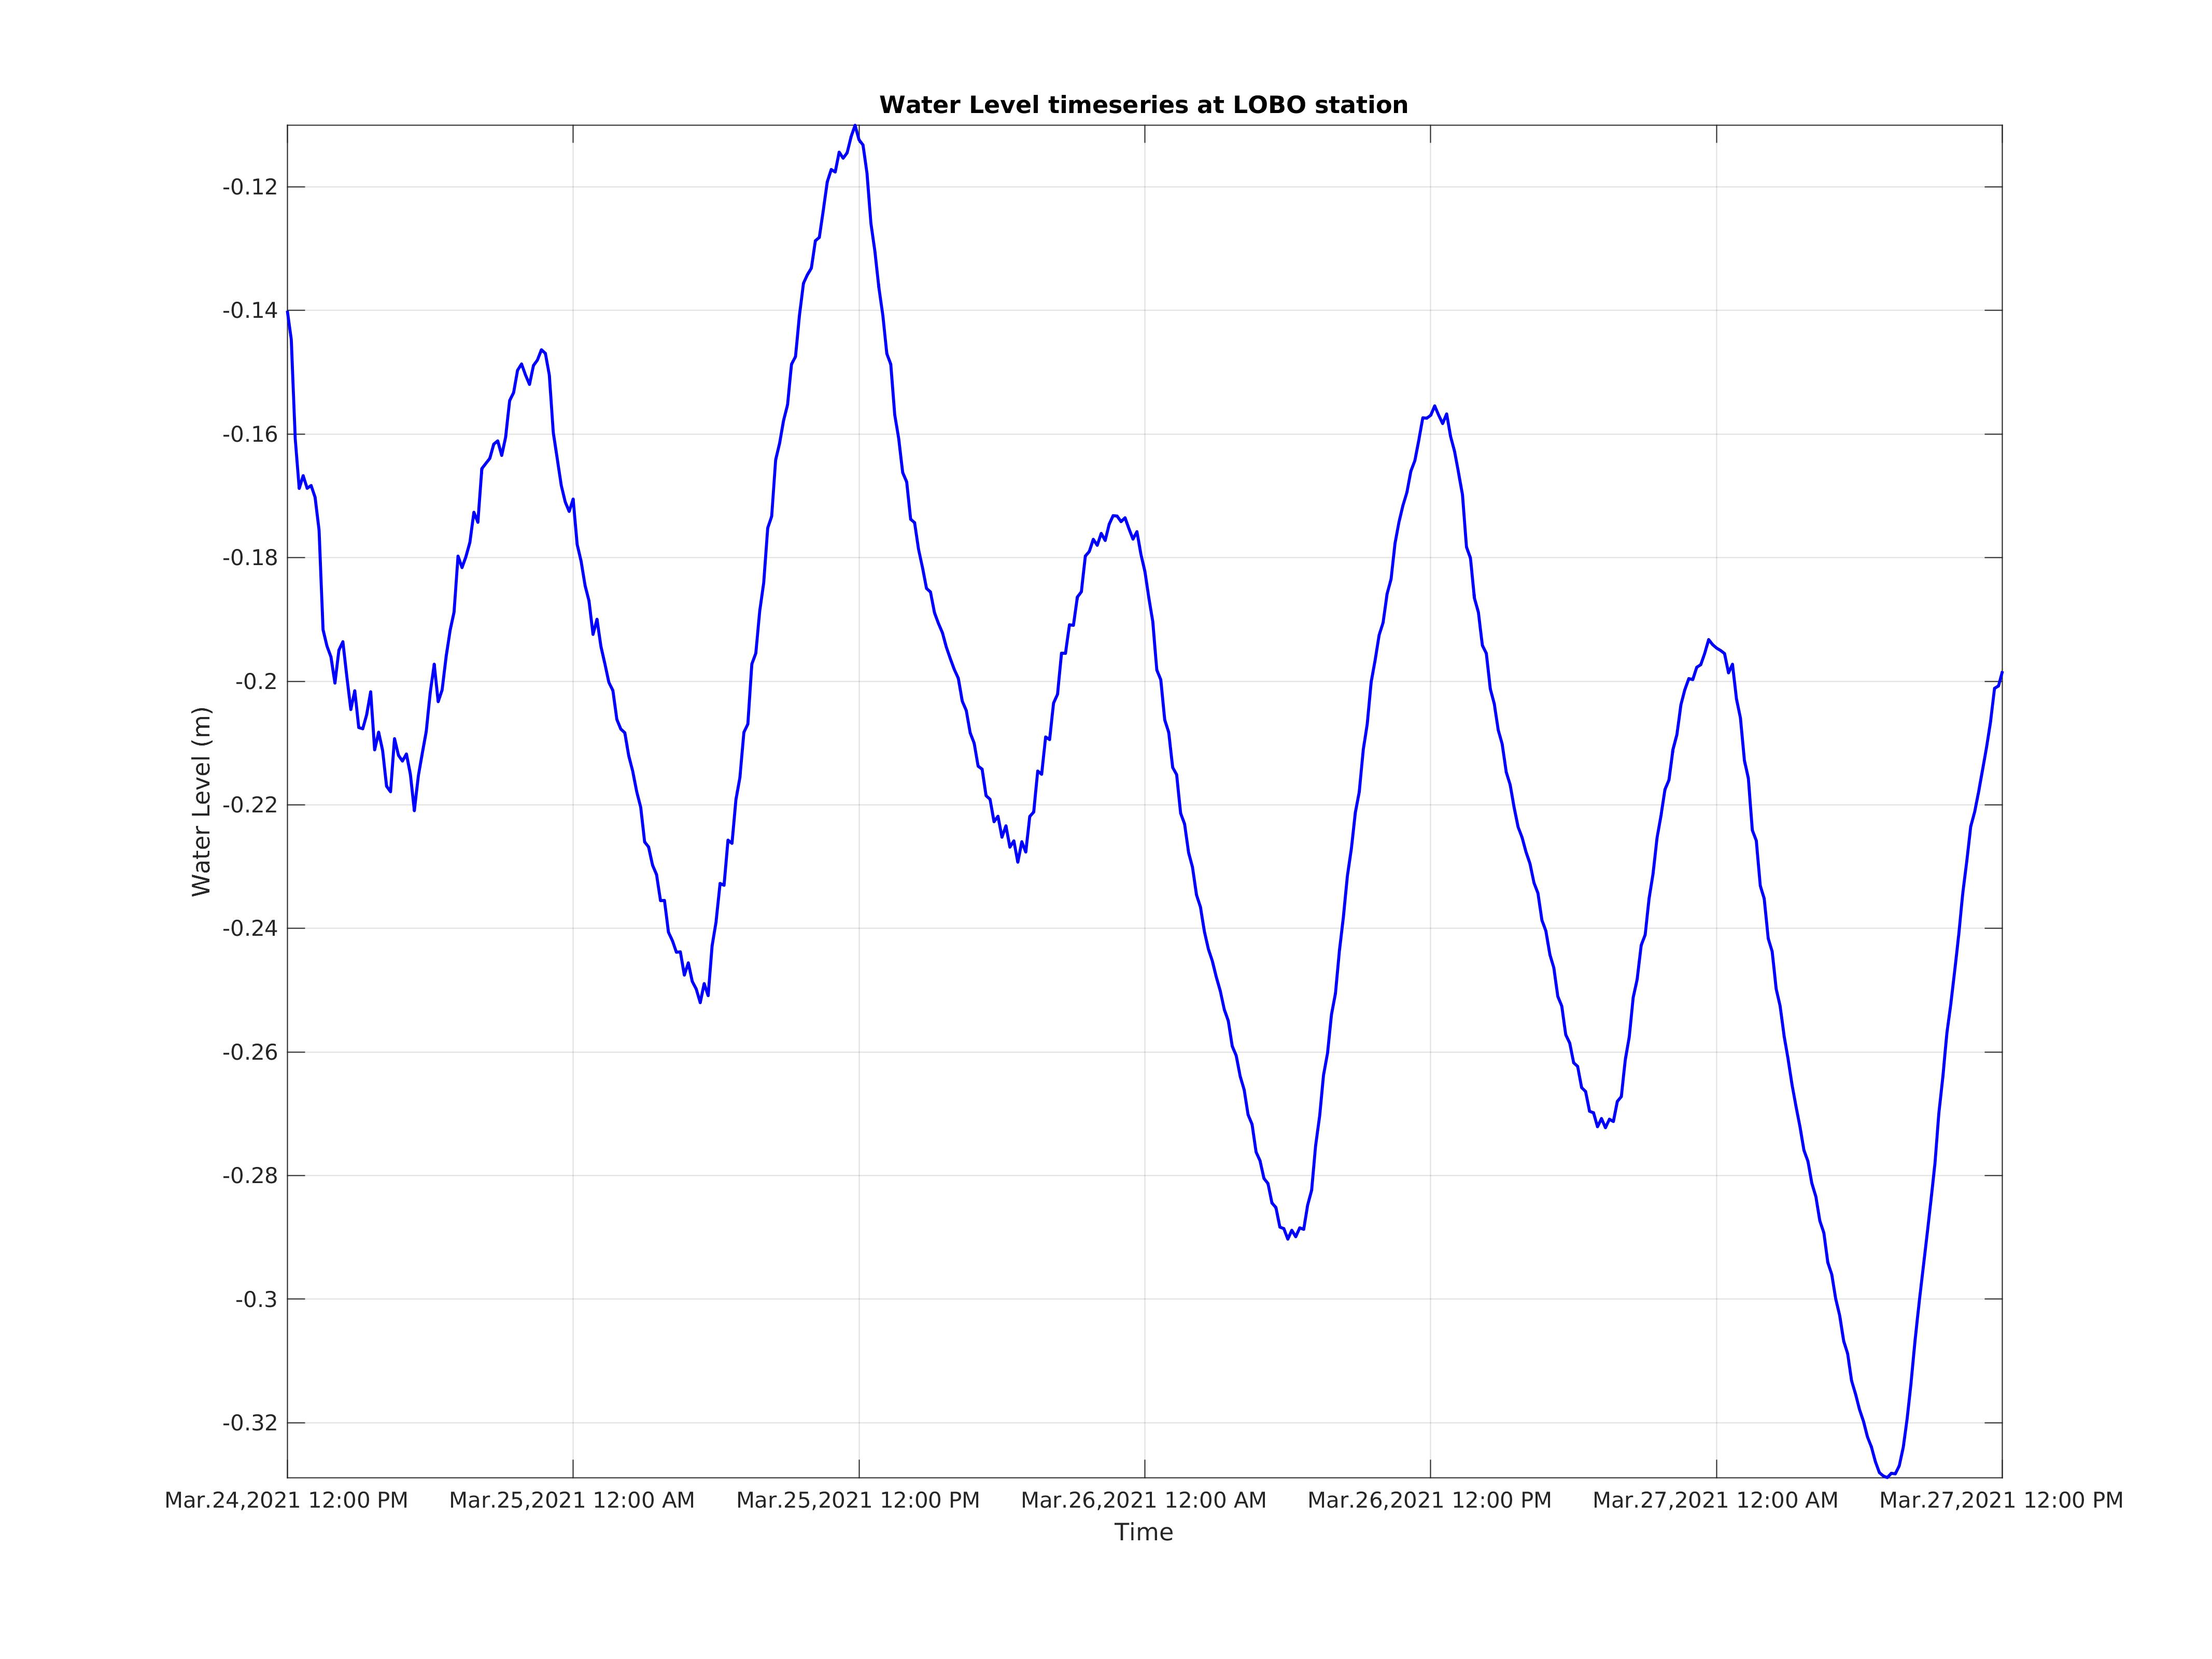 Water Level timeseries at LOBO station
-0.12
-0.14
-0.16
-0.18
-0.2
-0.22
-0.24
-0.26
-0.28
-0.3
-0.32
Water Level (m)
Mar.24,2021 12:00 PM Mar.25,2021 12:00 AM Mar.25,2021 12:00 PM Mar.26,2021 12:00 AM Mar.26,2021 12:00 PM Mar.27,2021 12:00 AM Mar.27,2021 12:00 PM
Time